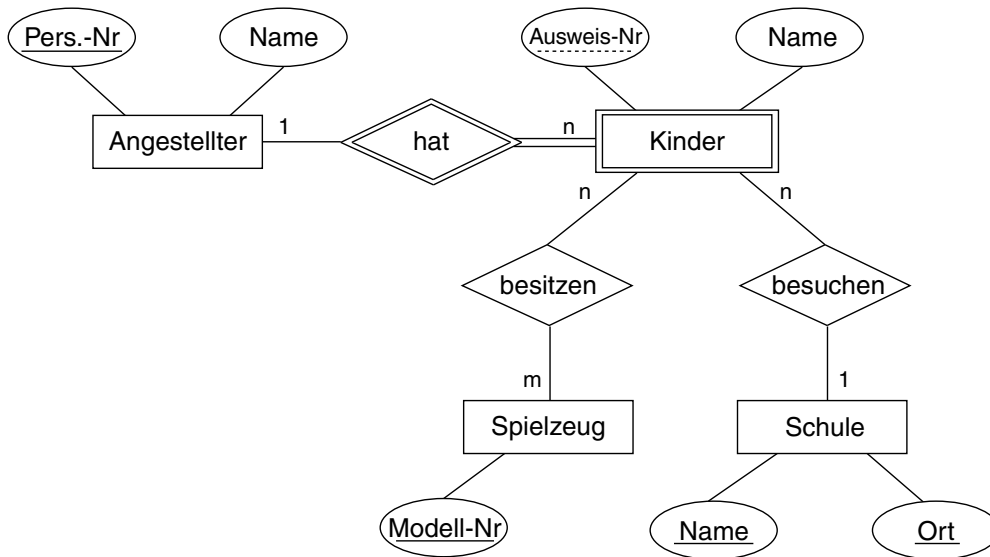 Pers.-Nr
Name
Ausweis-Nr
Name
Angestellter
1
hat
n
Kinder
n
n
besitzen
besuchen
m
1
Spielzeug
Schule
Modell-Nr
Name
Ort